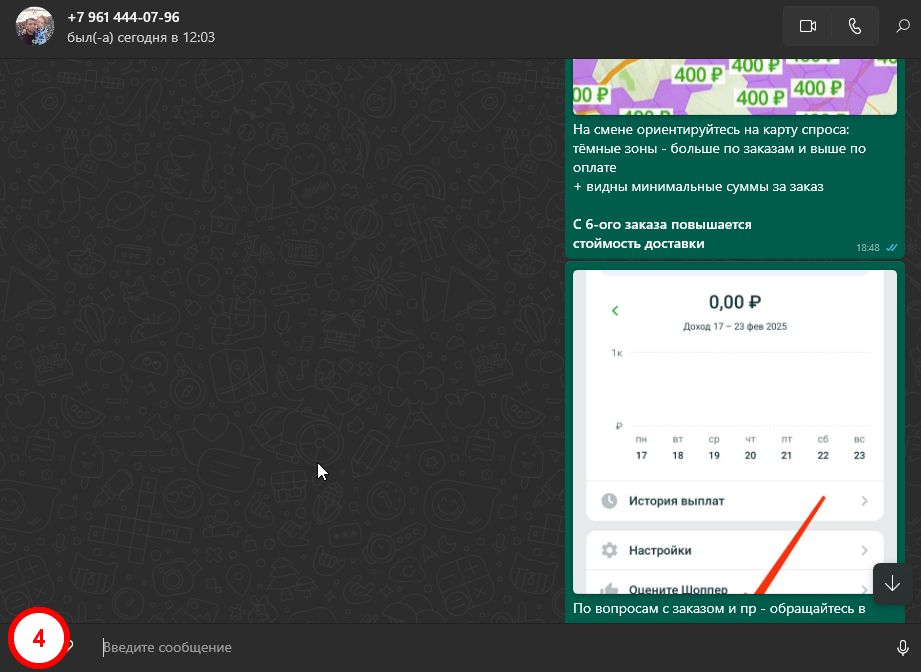 +7 961 444-07-96
был(-а) сегодня в 12:03
400 ₽
400 ₽
400 ₽
400 ₽
На смене ориентируйтесь на карту спроса:
тёмные зоны - больше по заказам и выше по
оплате
+ видны минимальные суммы за заказ
С 6-ого заказа повышается
стоймость доставки
18:48
0,00 ₽
Доход 17 – 23 фев 2025
1к
₽
пн вт ср чт пт сб вс
17 18 19 20 21 22 23
История выплат
Настройки
Оцените Шоппер
По вопросам с заказом и пр - обращайтесь в
4
Введите сообщение